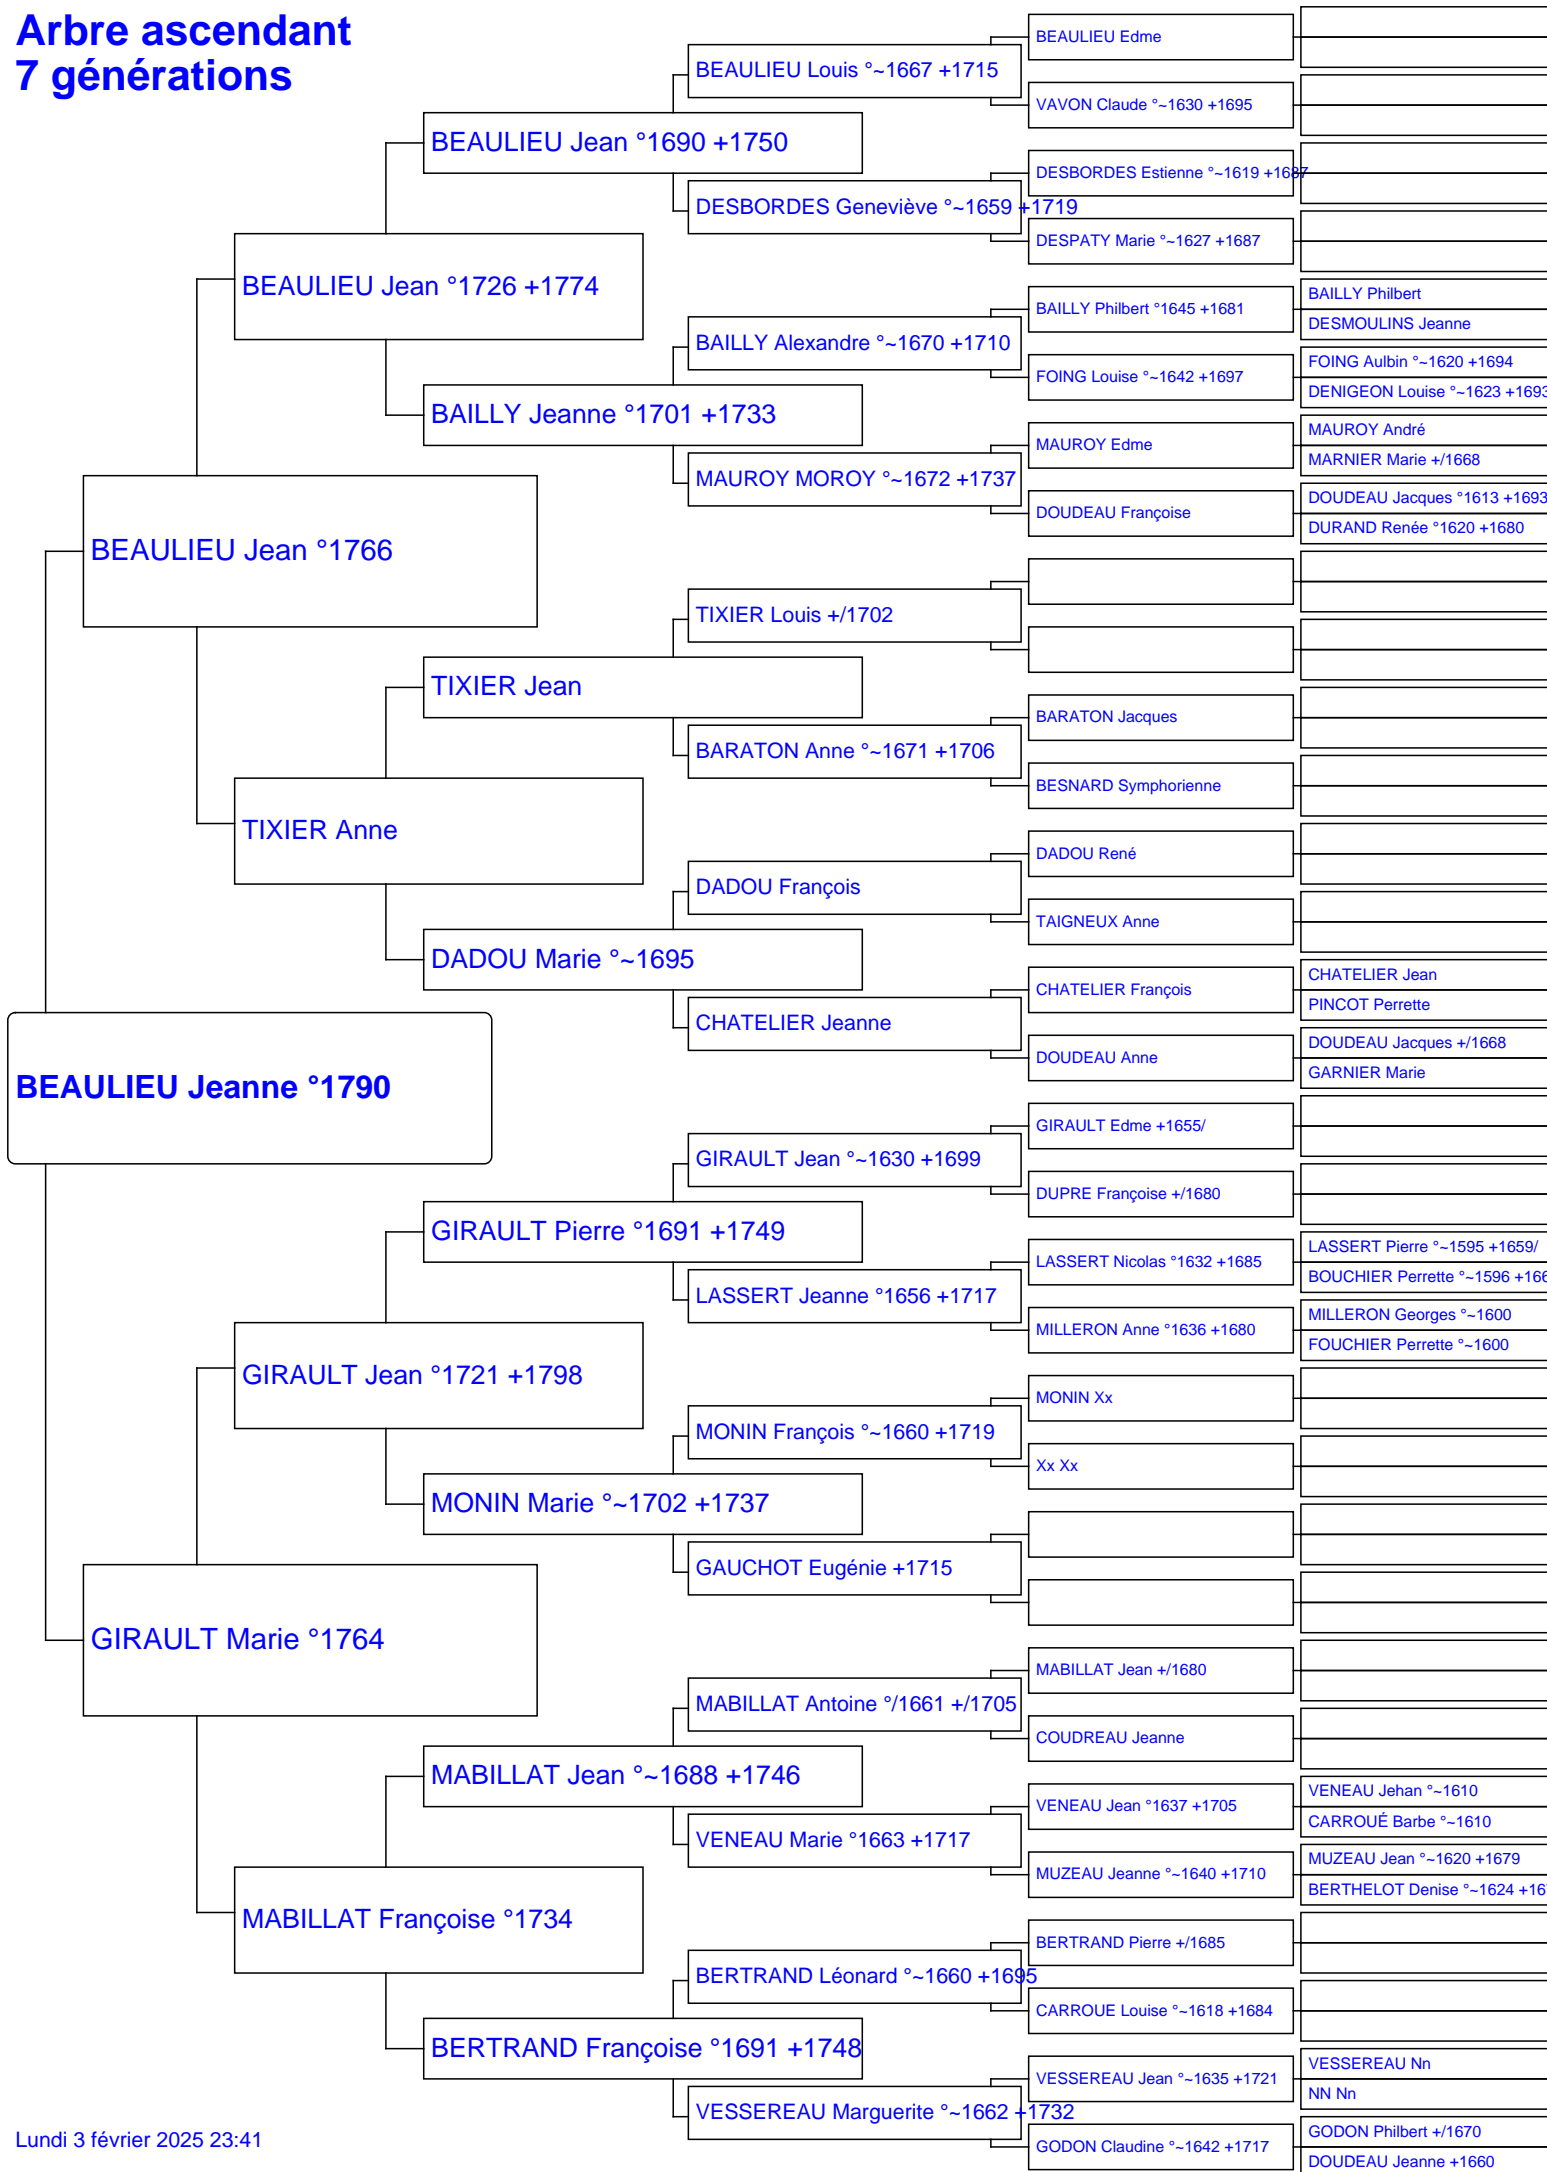 Arbre ascendant
7 générations
BEAULIEU Jeanne °1790
BEAULIEU Jean °1766
GIRAULT Marie °1764
BEAULIEU Jean °1726 +1774
TIXIER Anne
GIRAULT Jean °1721 +1798
MABILLAT Françoise °1734
BEAULIEU Jean °1690 +1750
BAILLY Jeanne °1701 +1733
TIXIER Jean
DADOU Marie °~1695
GIRAULT Pierre °1691 +1749
MONIN Marie °~1702 +1737
MABILLAT Jean °~1688 +1746
BERTRAND Françoise °1691 +1748
BEAULIEU Louis °~1667 +1715
DESBORDES Geneviève °~1659 +1719
BAILLY Alexandre °~1670 +1710
MAUROY MOROY °~1672 +1737
TIXIER Louis +/1702
BARATON Anne °~1671 +1706
DADOU François
CHATELIER Jeanne
GIRAULT Jean °~1630 +1699
LASSERT Jeanne °1656 +1717
MONIN François °~1660 +1719
GAUCHOT Eugénie +1715
MABILLAT Antoine °/1661 +/1705
VENEAU Marie °1663 +1717
BERTRAND Léonard °~1660 +1695
VESSEREAU Marguerite °~1662 +1732
BEAULIEU Edme
VAVON Claude °~1630 +1695
DESBORDES Estienne °~1619 +1687
DESPATY Marie °~1627 +1687
BAILLY Philbert °1645 +1681
FOING Louise °~1642 +1697
MAUROY Edme
DOUDEAU Françoise
BARATON Jacques
BESNARD Symphorienne
DADOU René
TAIGNEUX Anne
CHATELIER François
DOUDEAU Anne
GIRAULT Edme +1655/
DUPRE Françoise +/1680
LASSERT Nicolas °1632 +1685
MILLERON Anne °1636 +1680
MONIN Xx
Xx Xx
MABILLAT Jean +/1680
COUDREAU Jeanne
VENEAU Jean °1637 +1705
MUZEAU Jeanne °~1640 +1710
BERTRAND Pierre +/1685
CARROUE Louise °~1618 +1684
VESSEREAU Jean °~1635 +1721
GODON Claudine °~1642 +1717
BAILLY Philbert
DESMOULINS Jeanne
FOING Aulbin °~1620 +1694
DENIGEON Louise °~1623 +1693
MAUROY André
MARNIER Marie +/1668
DOUDEAU Jacques °1613 +1693
DURAND Renée °1620 +1680
CHATELIER Jean
PINCOT Perrette
DOUDEAU Jacques +/1668
GARNIER Marie
LASSERT Pierre °~1595 +1659/
BOUCHIER Perrette °~1596
MILLERON Georges °~1600
FOUCHIER Perrette °~1600
VENEAU Jehan °~1610
CARROUÉ Barbe °~1610
MUZEAU Jean °~1620 +1679
BERTHELOT Denise °~1624
VESSEREAU Nn
NN Nn
GODON Philbert +/1670
DOUDEAU Jeanne +1660
Lundi 3 février 2025 23:41